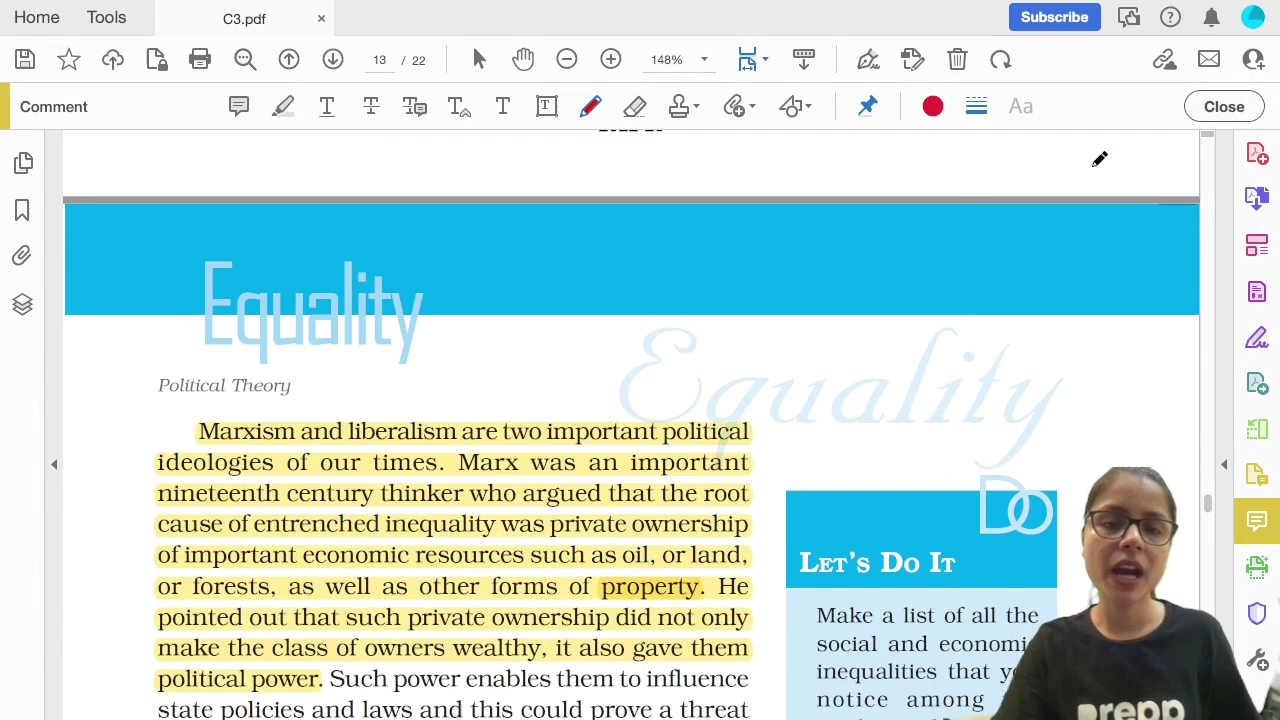 Home
Tools
C3.pdf
×
Subscribe
13 / 22
148%
Comment
Aa
Close
Equality
Equality
Political Theory
Marxism and liberalism are two important political
ideologies of our times. Marx was an important
nineteenth century thinker who argued that the root
cause of entrenched inequality was private ownership
of important economic resources such as oil, or land,
or forests, as well as other forms of property. He
pointed out that such private ownership did not only
make the class of owners wealthy, it also gave them
political power. Such power enables them to influence
state policies and laws and this could prove a threat
DO
LET'S DO IT
Make a list of all the
social and economic
inequalities that
notice among
prepp